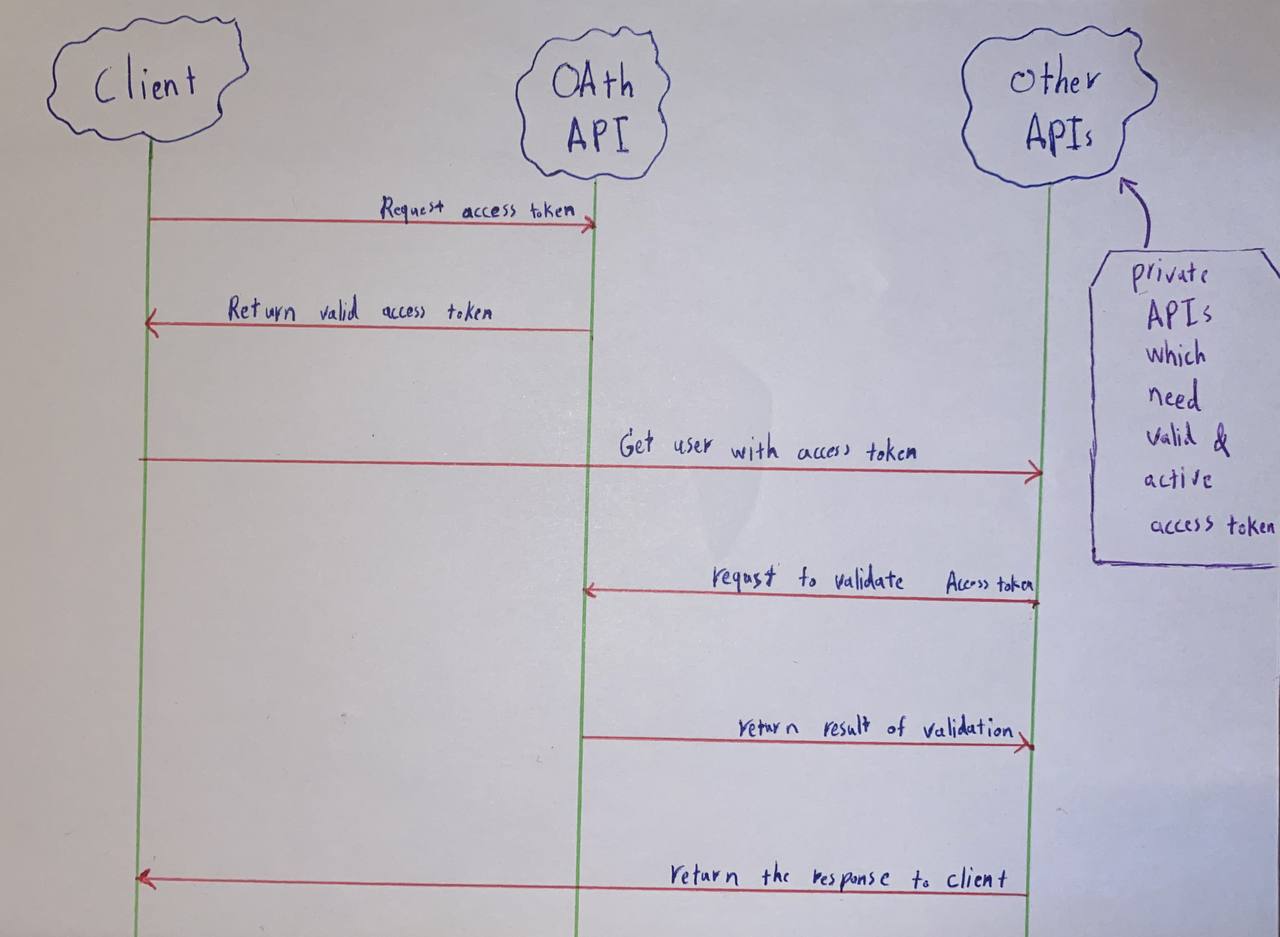 Client
OAth
API
Other
APIs
Request access token
Return valid access token
private
APIs
which
need
valid &
active
access token
Get user with access token
requst to validate Access token
return result of validation
return the response to client